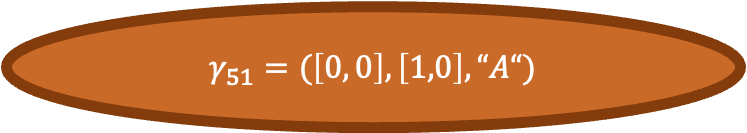 γ₅₁ = ([0, 0], [1,0], “A“)